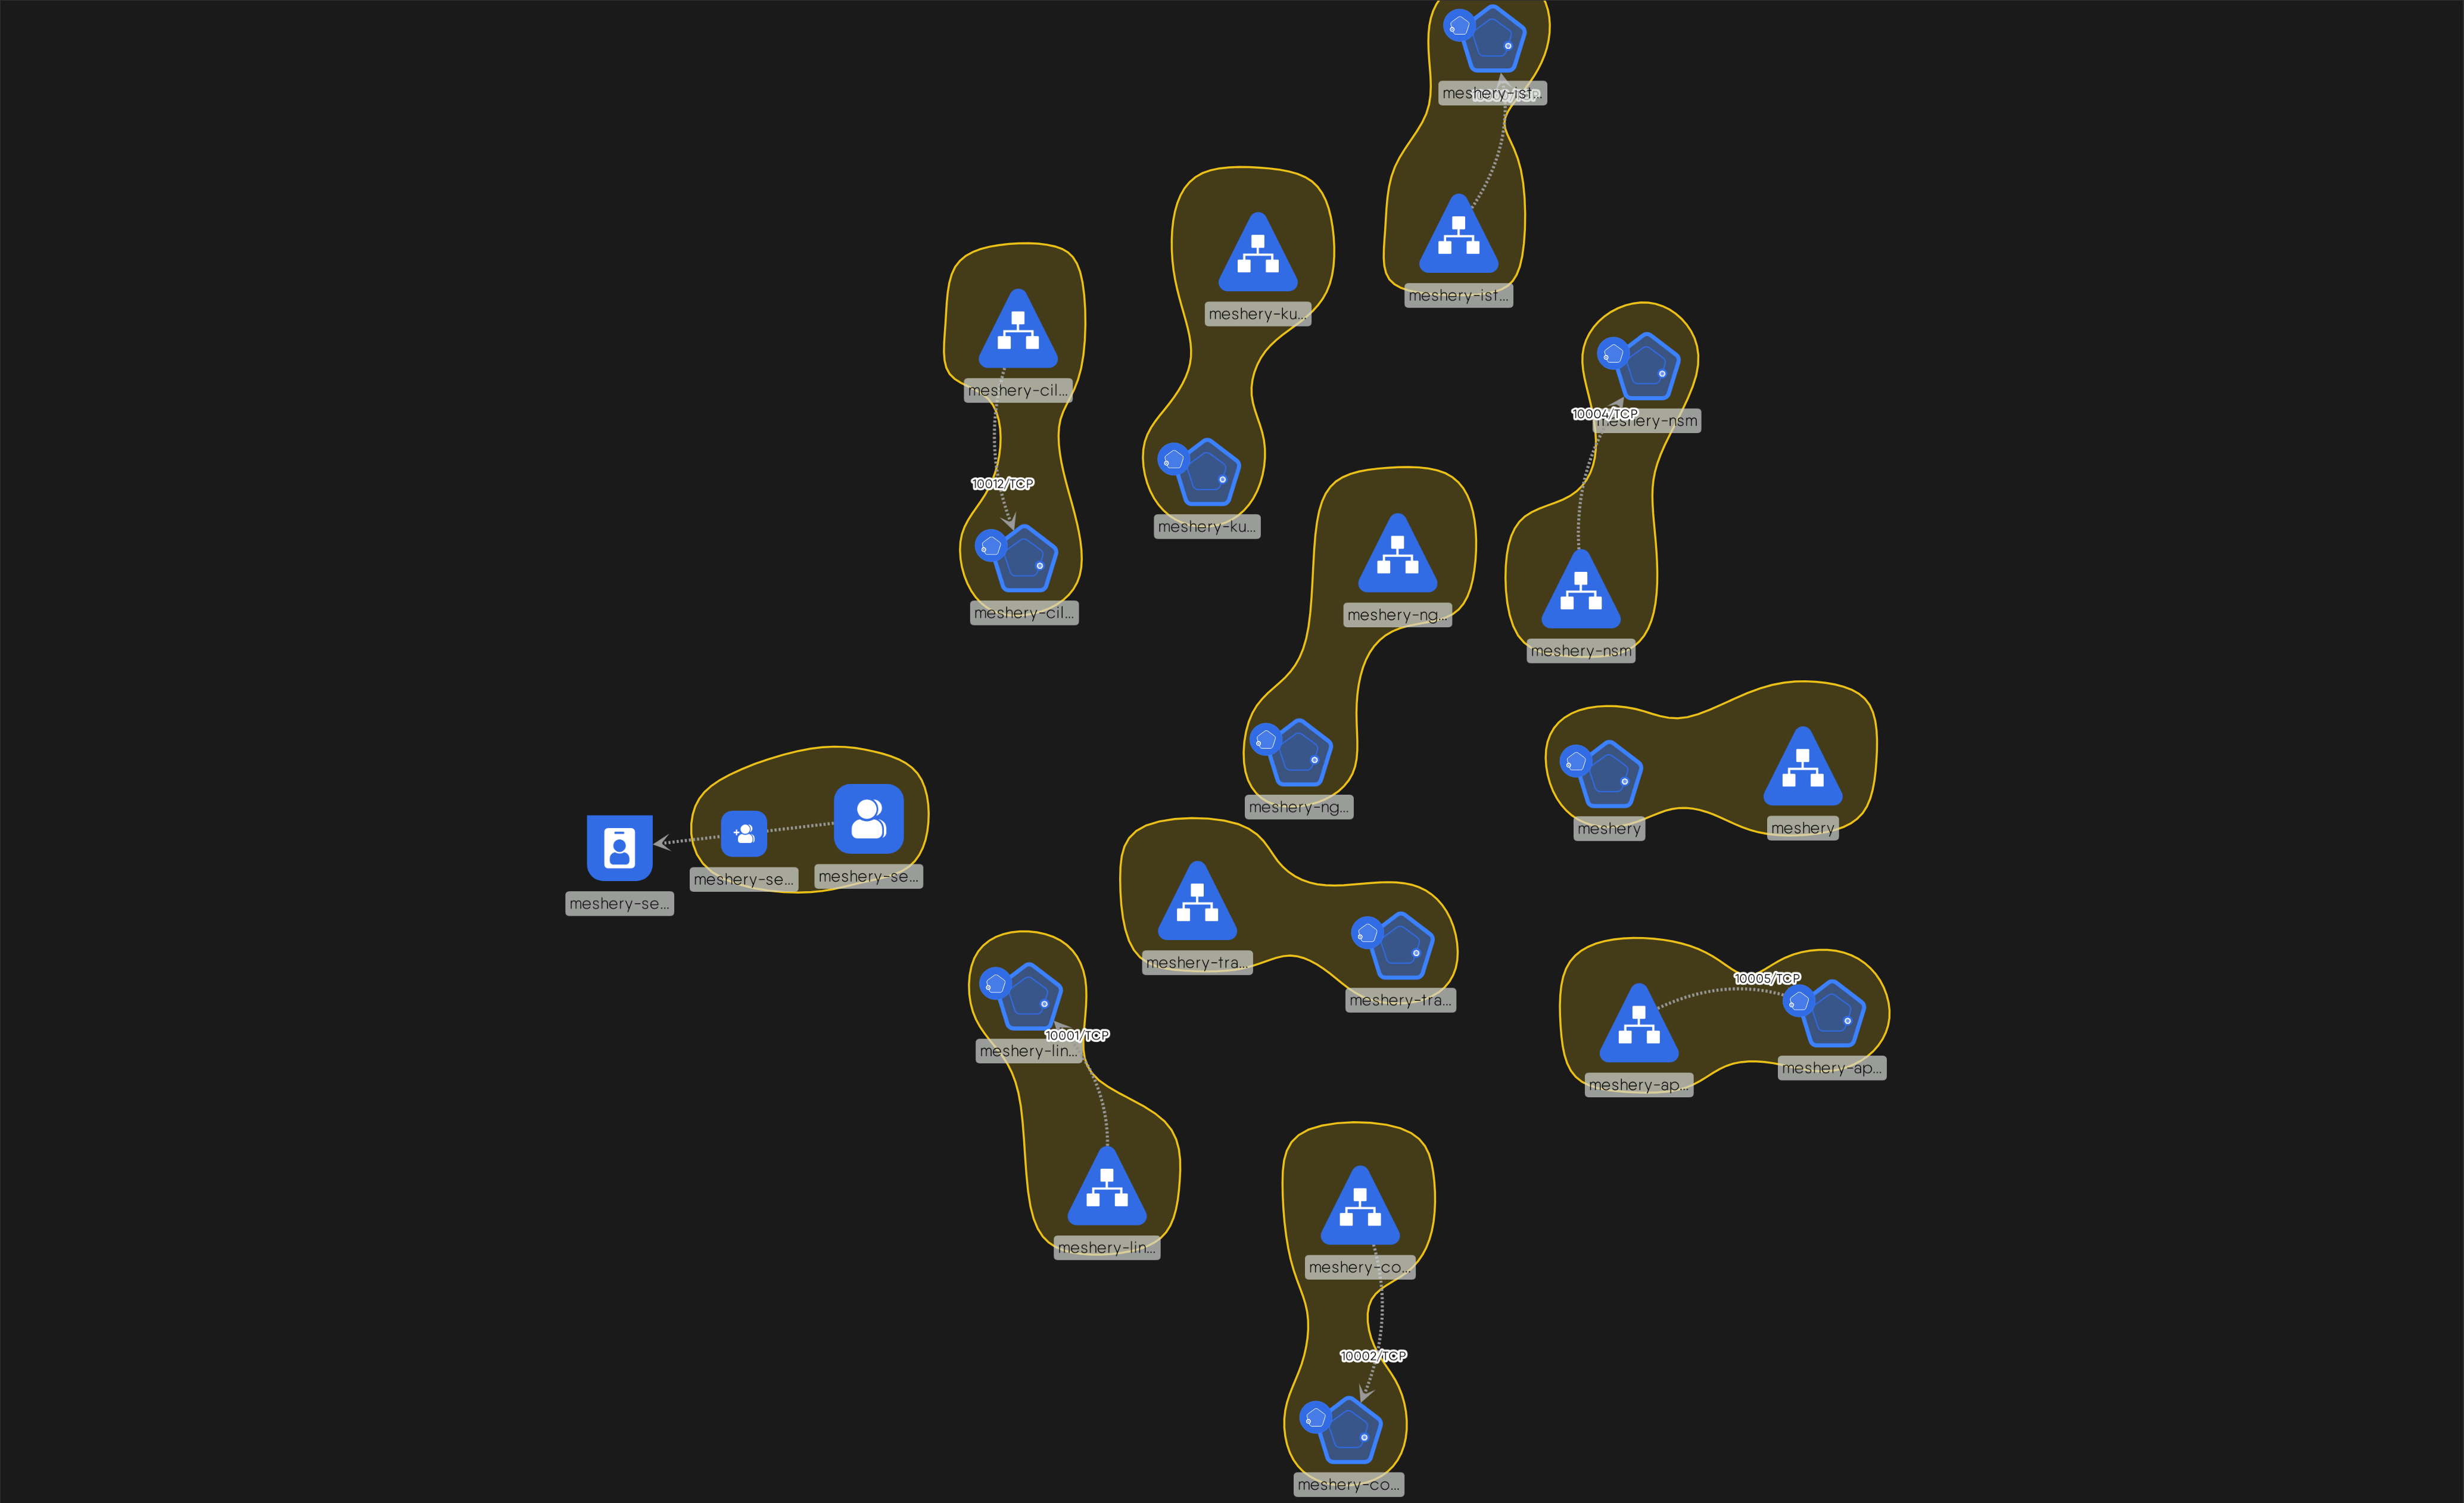 meshery-ist...
meshery-ist...
meshery-ku...
meshery-cil...
10004/TCP
meshery-nsm
10012/TCP
meshery-ku...
meshery-cil...
meshery-ng...
meshery-nsm
meshery-ng...
meshery
meshery
meshery-se...
meshery-se...
meshery-se...
meshery-tra...
10005/TCP
meshery-tra...
10001/TCP
meshery-lin...
meshery-ap...
meshery-ap...
meshery-lin...
meshery-co...
10002/TCP
meshery-co...